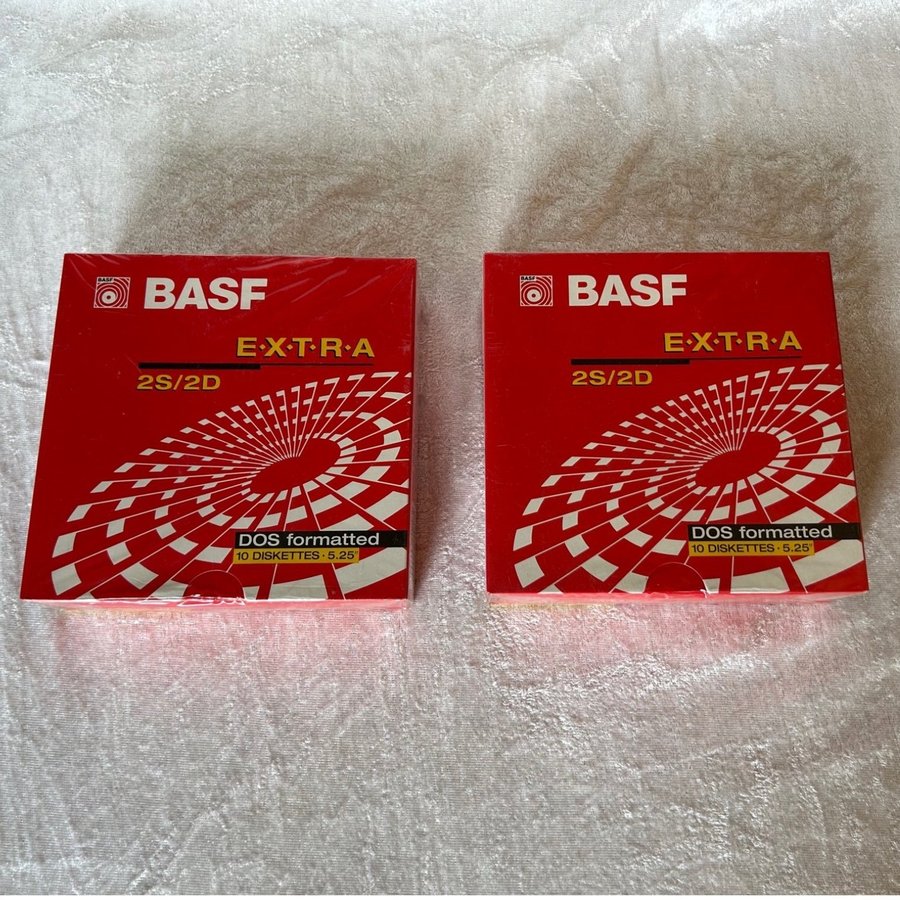 BASF
BASF
E·X·T·R·A
2S/2D
DOS formatted
10 DISKETTES · 5.25"
BASF
BASF
E·X·T·R·A
2S/2D
DOS formatted
10 DISKETTES · 5.25"